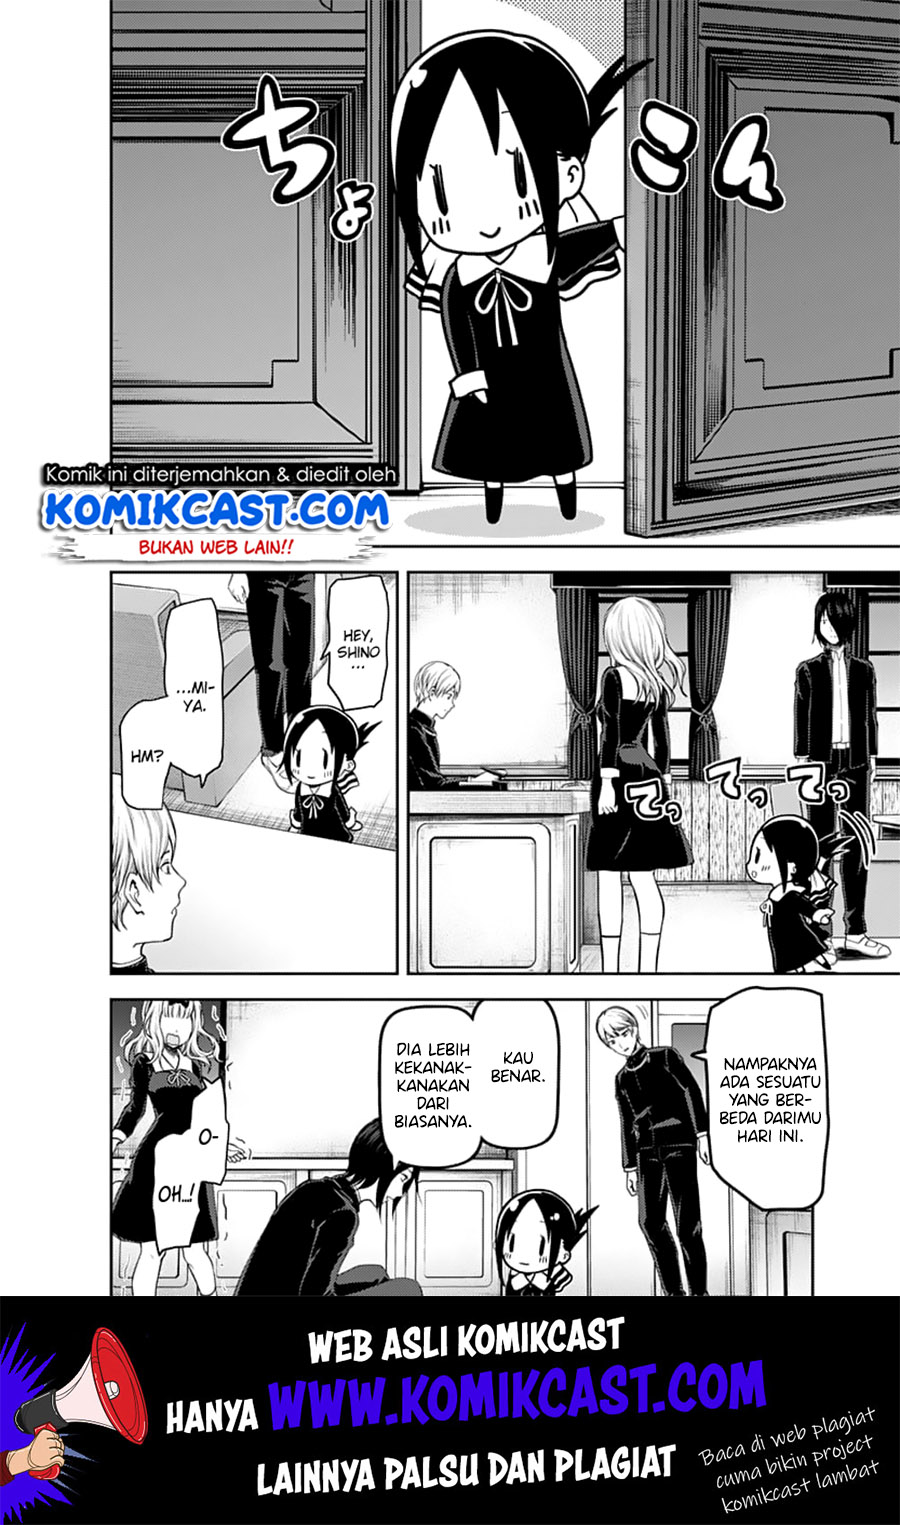 ちょ
こん
Komik ini diterjemahkan & diedit oleh
KOMIKCAST.COM
BUKAN WEB LAIN!!
HEY,
SHINO
...
...MI-
YA.
HM?
てってってっ
NAMPAKNYA
ADA SESUATU
YANG BER-
BEDA DARIMU
HARI INI.
KAU
BENAR.
DIA LEBIH
KEKANAK-
KANAKAN
DARI
BIASANYA.
O-
OH...!
WEB ASLI KOMIKCAST
HANYA WWW.KOMIKCAST.COM
LAINNYA PALSU DAN PLAGIAT
Baca di web plagiat
cuma bikin project
komikcast lambat